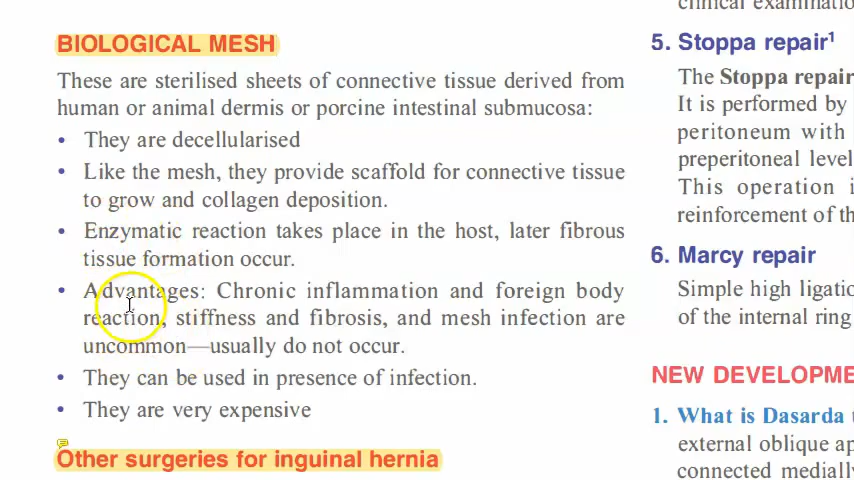 BIOLOGICAL MESH
These are sterilised sheets of connective tissue derived from
human or animal dermis or porcine intestinal submucosa:
• They are decellularised
• Like the mesh, they provide scaffold for connective tissue
to grow and collagen deposition.
• Enzymatic reaction takes place in the host, later fibrous
tissue formation occur.
• Advantages: Chronic inflammation and foreign body
reaction, stiffness and fibrosis, and mesh infection are
uncommon—usually do not occur.
• They can be used in presence of infection.
• They are very expensive
Other surgeries for inguinal hernia
clinical examination
5. Stoppa repair¹
The Stoppa repair
It is performed by
peritoneum with
preperitoneal level
This operation
reinforcement of th
6. Marcy repair
Simple high ligatio
of the internal ring
NEW DEVELOPME
1. What is Dasarda
external oblique ap
connected medially